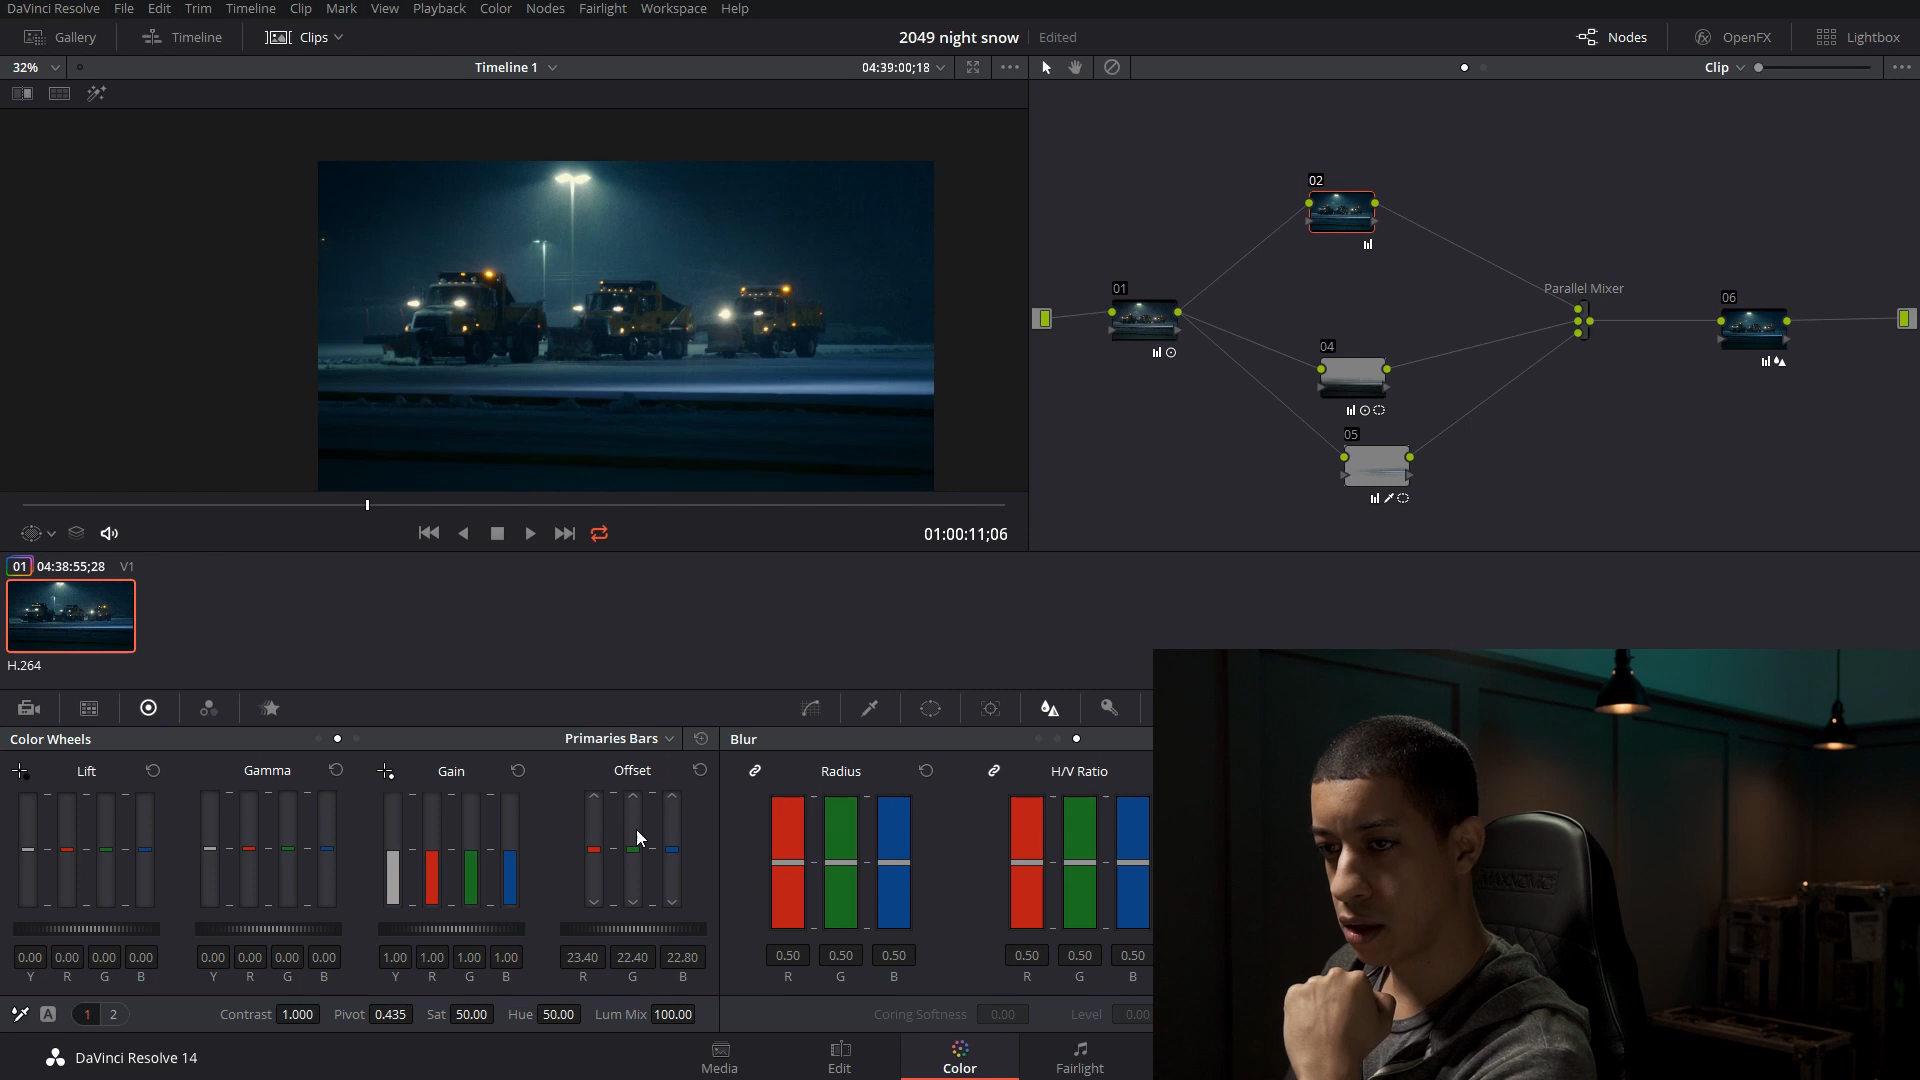 DaVinci Resolve File Edit Trim Timeline Clip Mark View Playback Color Nodes Fairlight Workspace Help
Gallery Timeline Clips 2049 night snow Edited Nodes OpenFX Lightbox
32% Timeline 1 04:39:00;18 Clip
02
01
Parallel Mixer
06
04
05
01:00:11;06
01 04:38:55;28 V1
H.264
Color Wheels Primaries Bars Blur
Lift Gamma Gain Offset Radius H/V Ratio
0.00 0.00 0.00 0.00 0.00 0.00 0.00 0.00 1.00 1.00 1.00 1.00 23.40 22.40 22.80 0.50 0.50 0.50 0.50 0.50 0.50
Y R G B Y R G B Y R G B R G B R G B R G B
A 1 2 Contrast 1.000 Pivot 0.435 Sat 50.00 Hue 50.00 Lum Mix 100.00 Coring Softness 0.00 Level 0.00
DaVinci Resolve 14 Media Edit Color Fairlight